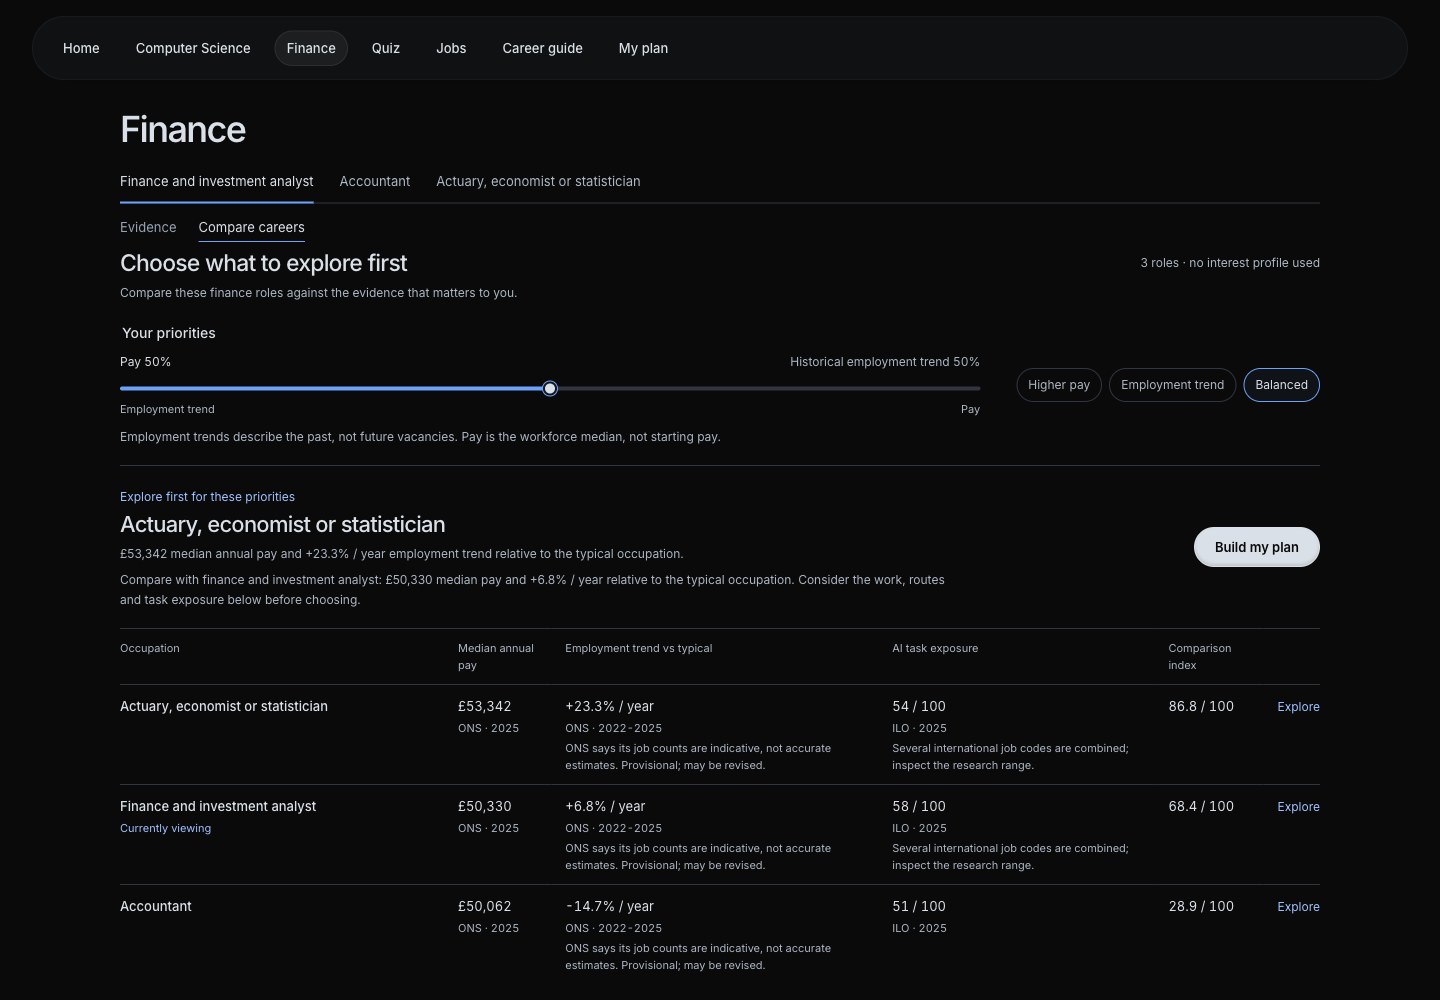 Home Computer Science Finance Quiz Jobs Career guide My plan
Finance
Finance and investment analyst Accountant Actuary, economist or statistician
Evidence Compare careers
Choose what to explore first
3 roles · no interest profile used
Compare these finance roles against the evidence that matters to you.
Your priorities
Pay 50% Historical employment trend 50%
Higher pay Employment trend Balanced
Employment trend Pay
Employment trends describe the past, not future vacancies. Pay is the workforce median, not starting pay.
Explore first for these priorities
Actuary, economist or statistician
£53,342 median annual pay and +23.3% / year employment trend relative to the typical occupation.
Build my plan
Compare with finance and investment analyst: £50,330 median pay and +6.8% / year relative to the typical occupation. Consider the work, routes
and task exposure below before choosing.
Occupation Median annual pay Employment trend vs typical AI task exposure Comparison index
Actuary, economist or statistician £53,342 +23.3% / year 54 / 100 86.8 / 100 Explore
ONS · 2025 ONS · 2022-2025 ILO · 2025
ONS says its job counts are indicative, not accurate Several international job codes are combined;
estimates. Provisional; may be revised. inspect the research range.
Finance and investment analyst £50,330 +6.8% / year 58 / 100 68.4 / 100 Explore
Currently viewing ONS · 2025 ONS · 2022-2025 ILO · 2025
ONS says its job counts are indicative, not accurate Several international job codes are combined;
estimates. Provisional; may be revised. inspect the research range.
Accountant £50,062 -14.7% / year 51 / 100 28.9 / 100 Explore
ONS · 2025 ONS · 2022-2025 ILO · 2025
ONS says its job counts are indicative, not accurate
estimates. Provisional; may be revised.